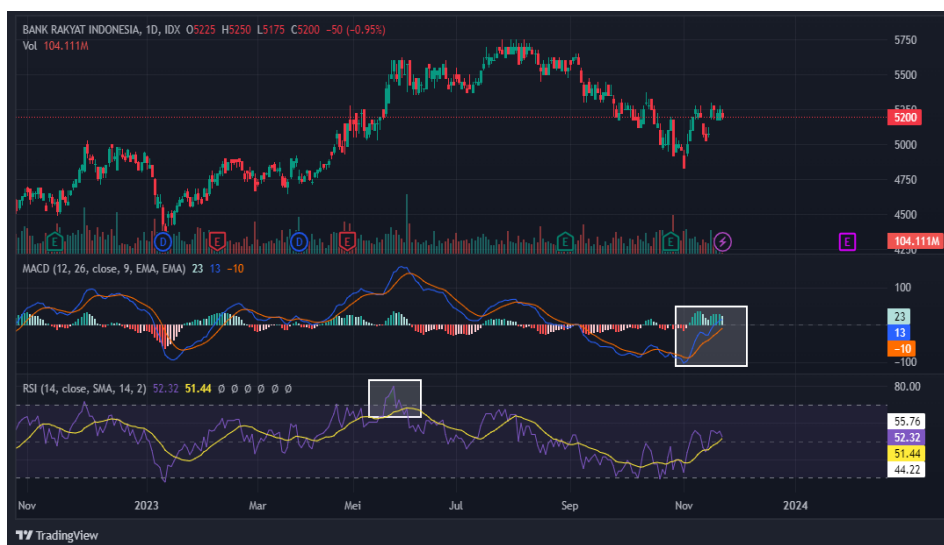 BANK RAKYAT INDONESIA, 1D, IDX O5225 H5250 L5175 C5200 −50 (−0.95%)
Vol 104.111M
5750
5500
5250
5200
5000
4750
4500
4250
104.111M
E D E D E E E E
MACD (12, 26, close, 9, EMA, EMA) 23 13 −10
100
23
13
−10
−100
RSI (14, close, SMA, 14, 2) 52.32 51.44 Ø Ø Ø Ø Ø Ø
80.00
55.76
52.32
51.44
44.22
Nov 2023 Mar Mei Jul Sep Nov 2024
TradingView